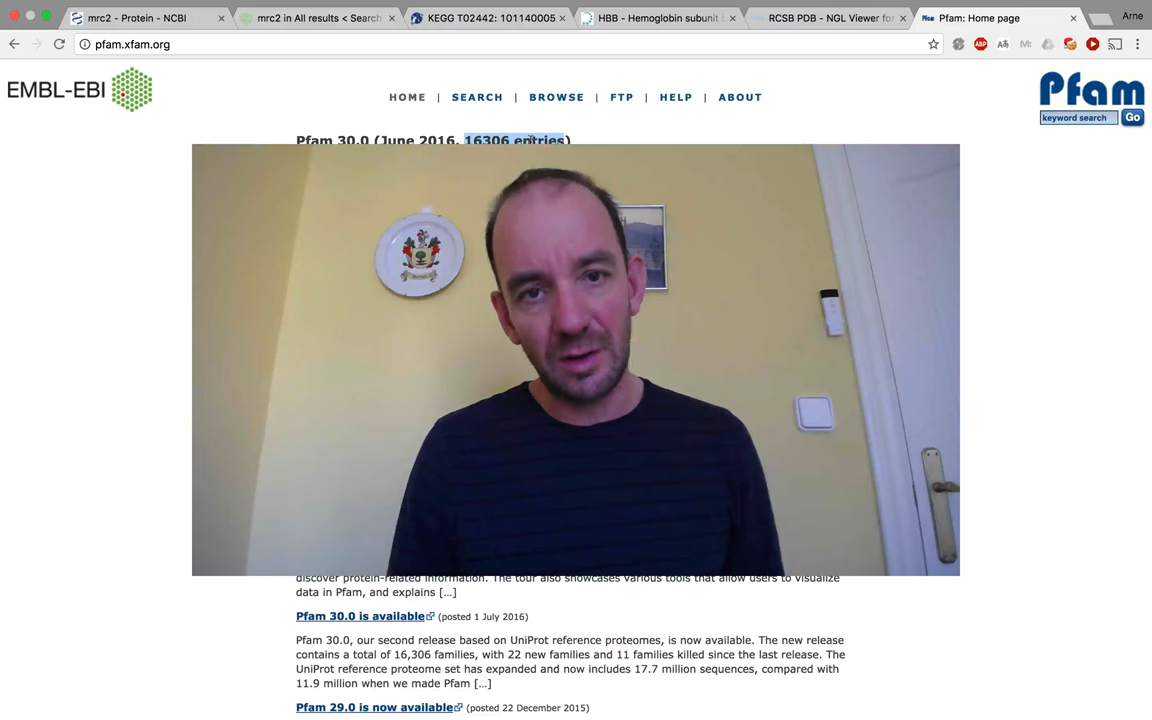 mrc2 - Protein - NCBI
mrc2 in All results < Search
KEGG T02442: 101140005
HBB - Hemoglobin subunit
RCSB PDB - NGL Viewer for
Pfam: Home page
Arne
pfam.xfam.org
EMBL-EBI
HOME | SEARCH | BROWSE | FTP | HELP | ABOUT
Pfam
keyword search Go
Pfam 30.0 (June 2016, 16306 entries)
discover protein-related information. The tour also showcases various tools that allow users to visualize
data in Pfam, and explains […]
Pfam 30.0 is available (posted 1 July 2016)
Pfam 30.0, our second release based on UniProt reference proteomes, is now available. The new release
contains a total of 16,306 families, with 22 new families and 11 families killed since the last release. The
UniProt reference proteome set has expanded and now includes 17.7 million sequences, compared with
11.9 million when we made Pfam […]
Pfam 29.0 is now available (posted 22 December 2015)